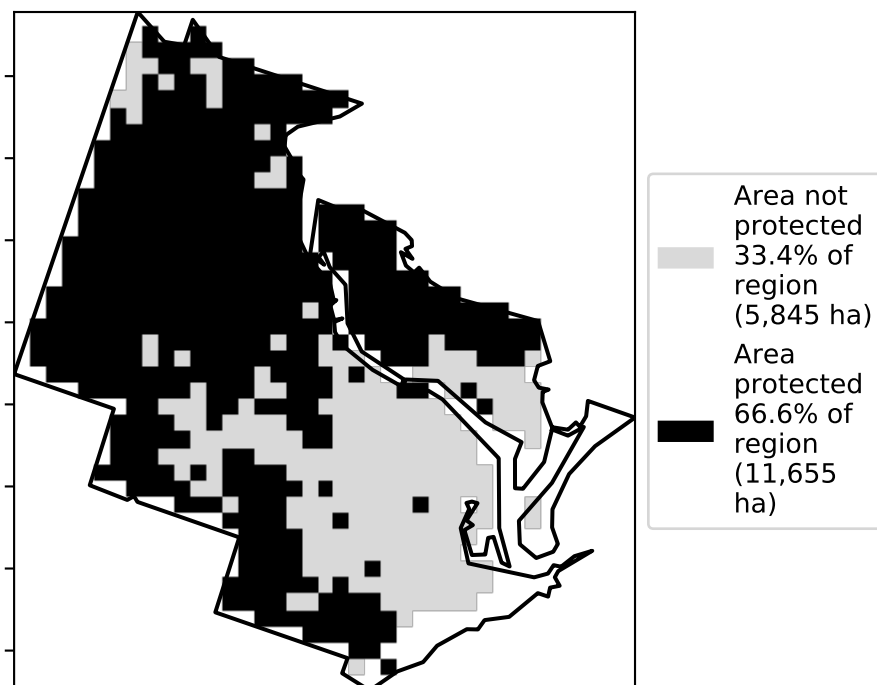 Area not
protected
33.4% of
region
(5,845 ha)
Area
protected
66.6% of
region
(11,655
ha)